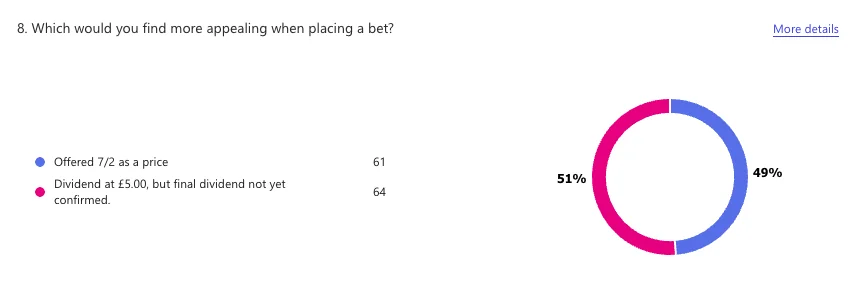 8. Which would you find more appealing when placing a bet?
More details
Offered 7/2 as a price
61
Dividend at £5.00, but final dividend not yet
confirmed.
64
51%
49%